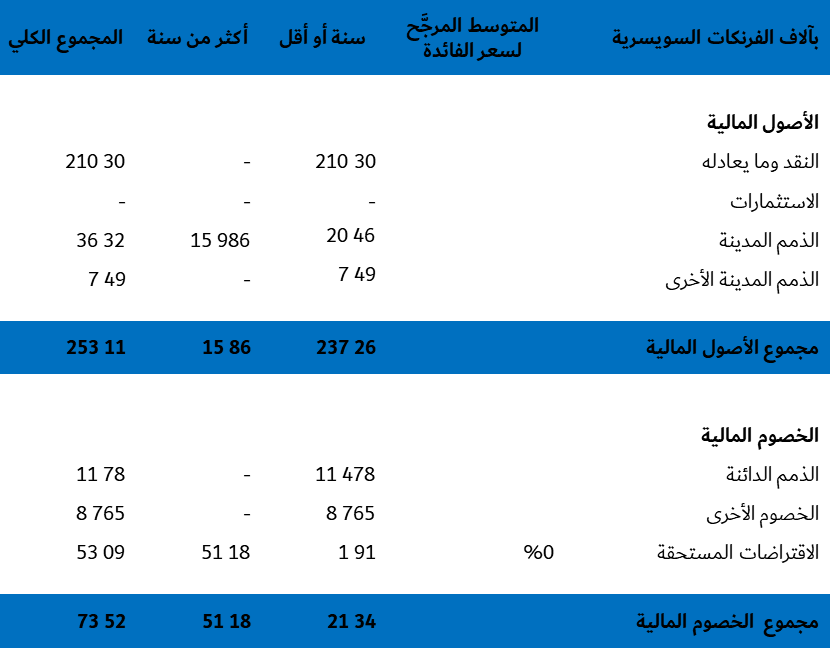 بآلاف الفرنكات السويسرية المتوسط المرجَّح لسعر الفائدة سنة أو أقل أكثر من سنة المجموع الكلي
الأصول المالية
النقد وما يعادله 210 30 - 210 30
الاستثمارات - - -
الذمم المدينة 20 46 15 986 36 32
الذمم المدينة الأخرى 7 49 - 7 49
مجموع الأصول المالية 237 26 15 86 253 11
الخصوم المالية
الذمم الدائنة 11 478 - 11 78
الخصوم الأخرى 8 765 - 8 765
الاقتراضات المستحقة %0 1 91 51 18 53 09
مجموع الخصوم المالية 21 34 51 18 73 52